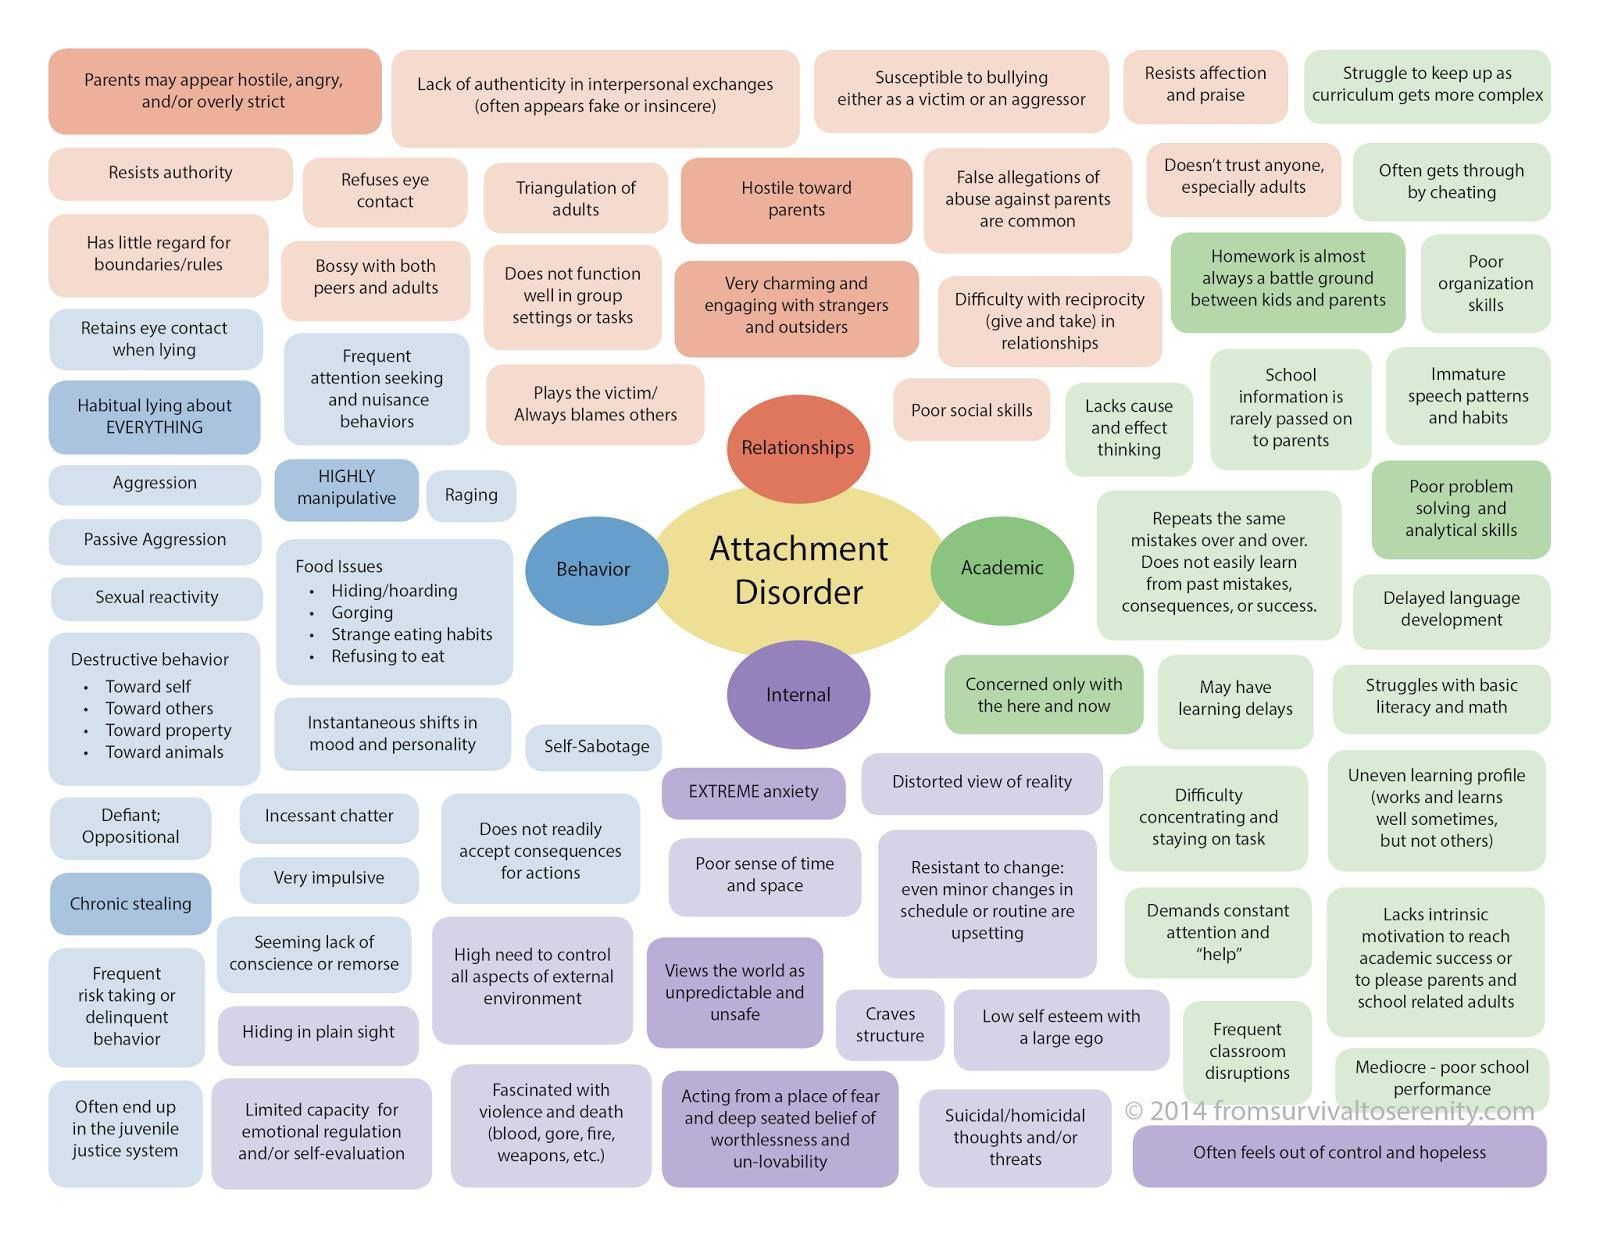 Parents may appear hostile, angry,
and/or overly strict
Lack of authenticity in interpersonal exchanges
(often appears fake or insincere)
Susceptible to bullying
either as a victim or an aggressor
Resists affection
and praise
Struggle to keep up as
curriculum gets more complex
Resists authority
Refuses eye
contact
Triangulation of
adults
Hostile toward
parents
False allegations of
abuse against parents
are common
Doesn't trust anyone,
especially adults
Often gets through
by cheating
Has little regard for
boundaries/rules
Bossy with both
peers and adults
Does not function
well in group
settings or tasks
Very charming and
engaging with strangers
and outsiders
Difficulty with reciprocity
(give and take) in
relationships
Homework is almost
always a battle ground
between kids and parents
Poor
organization
skills
Retains eye contact
when lying
Frequent
attention seeking
and nuisance
behaviors
Plays the victim/
Always blames others
Poor social skills
Lacks cause
and effect
thinking
School
information is
rarely passed on
to parents
Immature
speech patterns
and habits
Habitual lying about
EVERYTHING
Relationships
Aggression
HIGHLY
manipulative
Raging
Poor problem
solving and
analytical skills
Passive Aggression
Behavior
Attachment
Disorder
Academic
Repeats the same
mistakes over and over.
Does not easily learn
from past mistakes,
consequences, or success.
Food Issues
• Hiding/hoarding
• Gorging
• Strange eating habits
• Refusing to eat
Sexual reactivity
Delayed language
development
Destructive behavior
• Toward self
• Toward others
• Toward property
• Toward animals
Internal
Concerned only with
the here and now
May have
learning delays
Struggles with basic
literacy and math
Instantaneous shifts in
mood and personality
Self-Sabotage
EXTREME anxiety
Distorted view of reality
Difficulty
concentrating and
staying on task
Uneven learning profile
(works and learns
well sometimes,
but not others)
Defiant;
Oppositional
Incessant chatter
Does not readily
accept consequences
for actions
Poor sense of time
and space
Resistant to change:
even minor changes in
schedule or routine are
upsetting
Very impulsive
Chronic stealing
Demands constant
attention and
“help”
Lacks intrinsic
motivation to reach
academic success or
to please parents and
school related adults
Seeming lack of
conscience or remorse
High need to control
all aspects of external
environment
Views the world as
unpredictable and
unsafe
Frequent
risk taking or
delinquent
behavior
Hiding in plain sight
Craves
structure
Low self esteem with
a large ego
Frequent
classroom
disruptions
Mediocre - poor school
performance
Often end up
in the juvenile
justice system
Limited capacity for
emotional regulation
and/or self-evaluation
Fascinated with
violence and death
(blood, gore, fire,
weapons, etc.)
Acting from a place of fear
and deep seated belief of
worthlessness and
un-lovability
Suicidal/homicidal
thoughts and/or
threats
© 2014 fromsurvivaltoserenity.com
Often feels out of control and hopeless